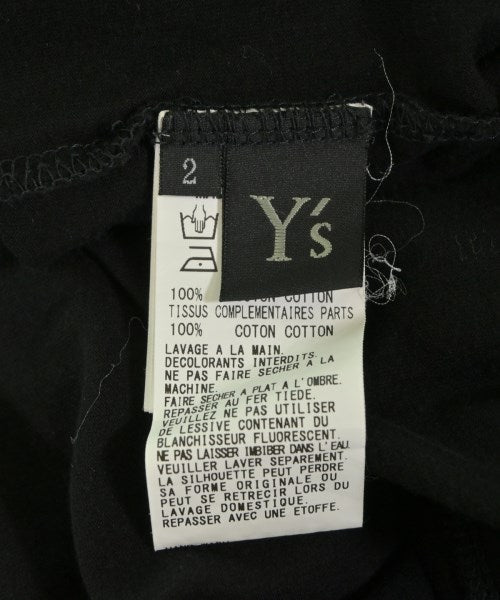 2
Y's
100% COTON COTTON
TISSUS COMPLEMENTAIRES PARTS
100% COTON COTTON
LAVAGE A LA MAIN.
DECOLORANTS INTERDITS.
NE PAS FAIRE SECHER A LA
MACHINE.
FAIRE SECHER A PLAT A L'OMBRE.
REPASSER AU FER TIEDE.
VEUILLEZ NE PAS UTILISER
DE LESSIVE CONTENANT DU
BLANCHISSEUR FLUORESCENT.
NE PAS LAISSER IMBIBER DANS L'EAU.
VEUILLER LAVER SEPAREMENT.
LA SILHOUETTE PEUT PERDRE
SA FORME ORIGINALE OU
PEUT SE RETRECIR LORS DU
LAVAGE DOMESTIQUE.
REPASSER AVEC UNE ETOFFE.